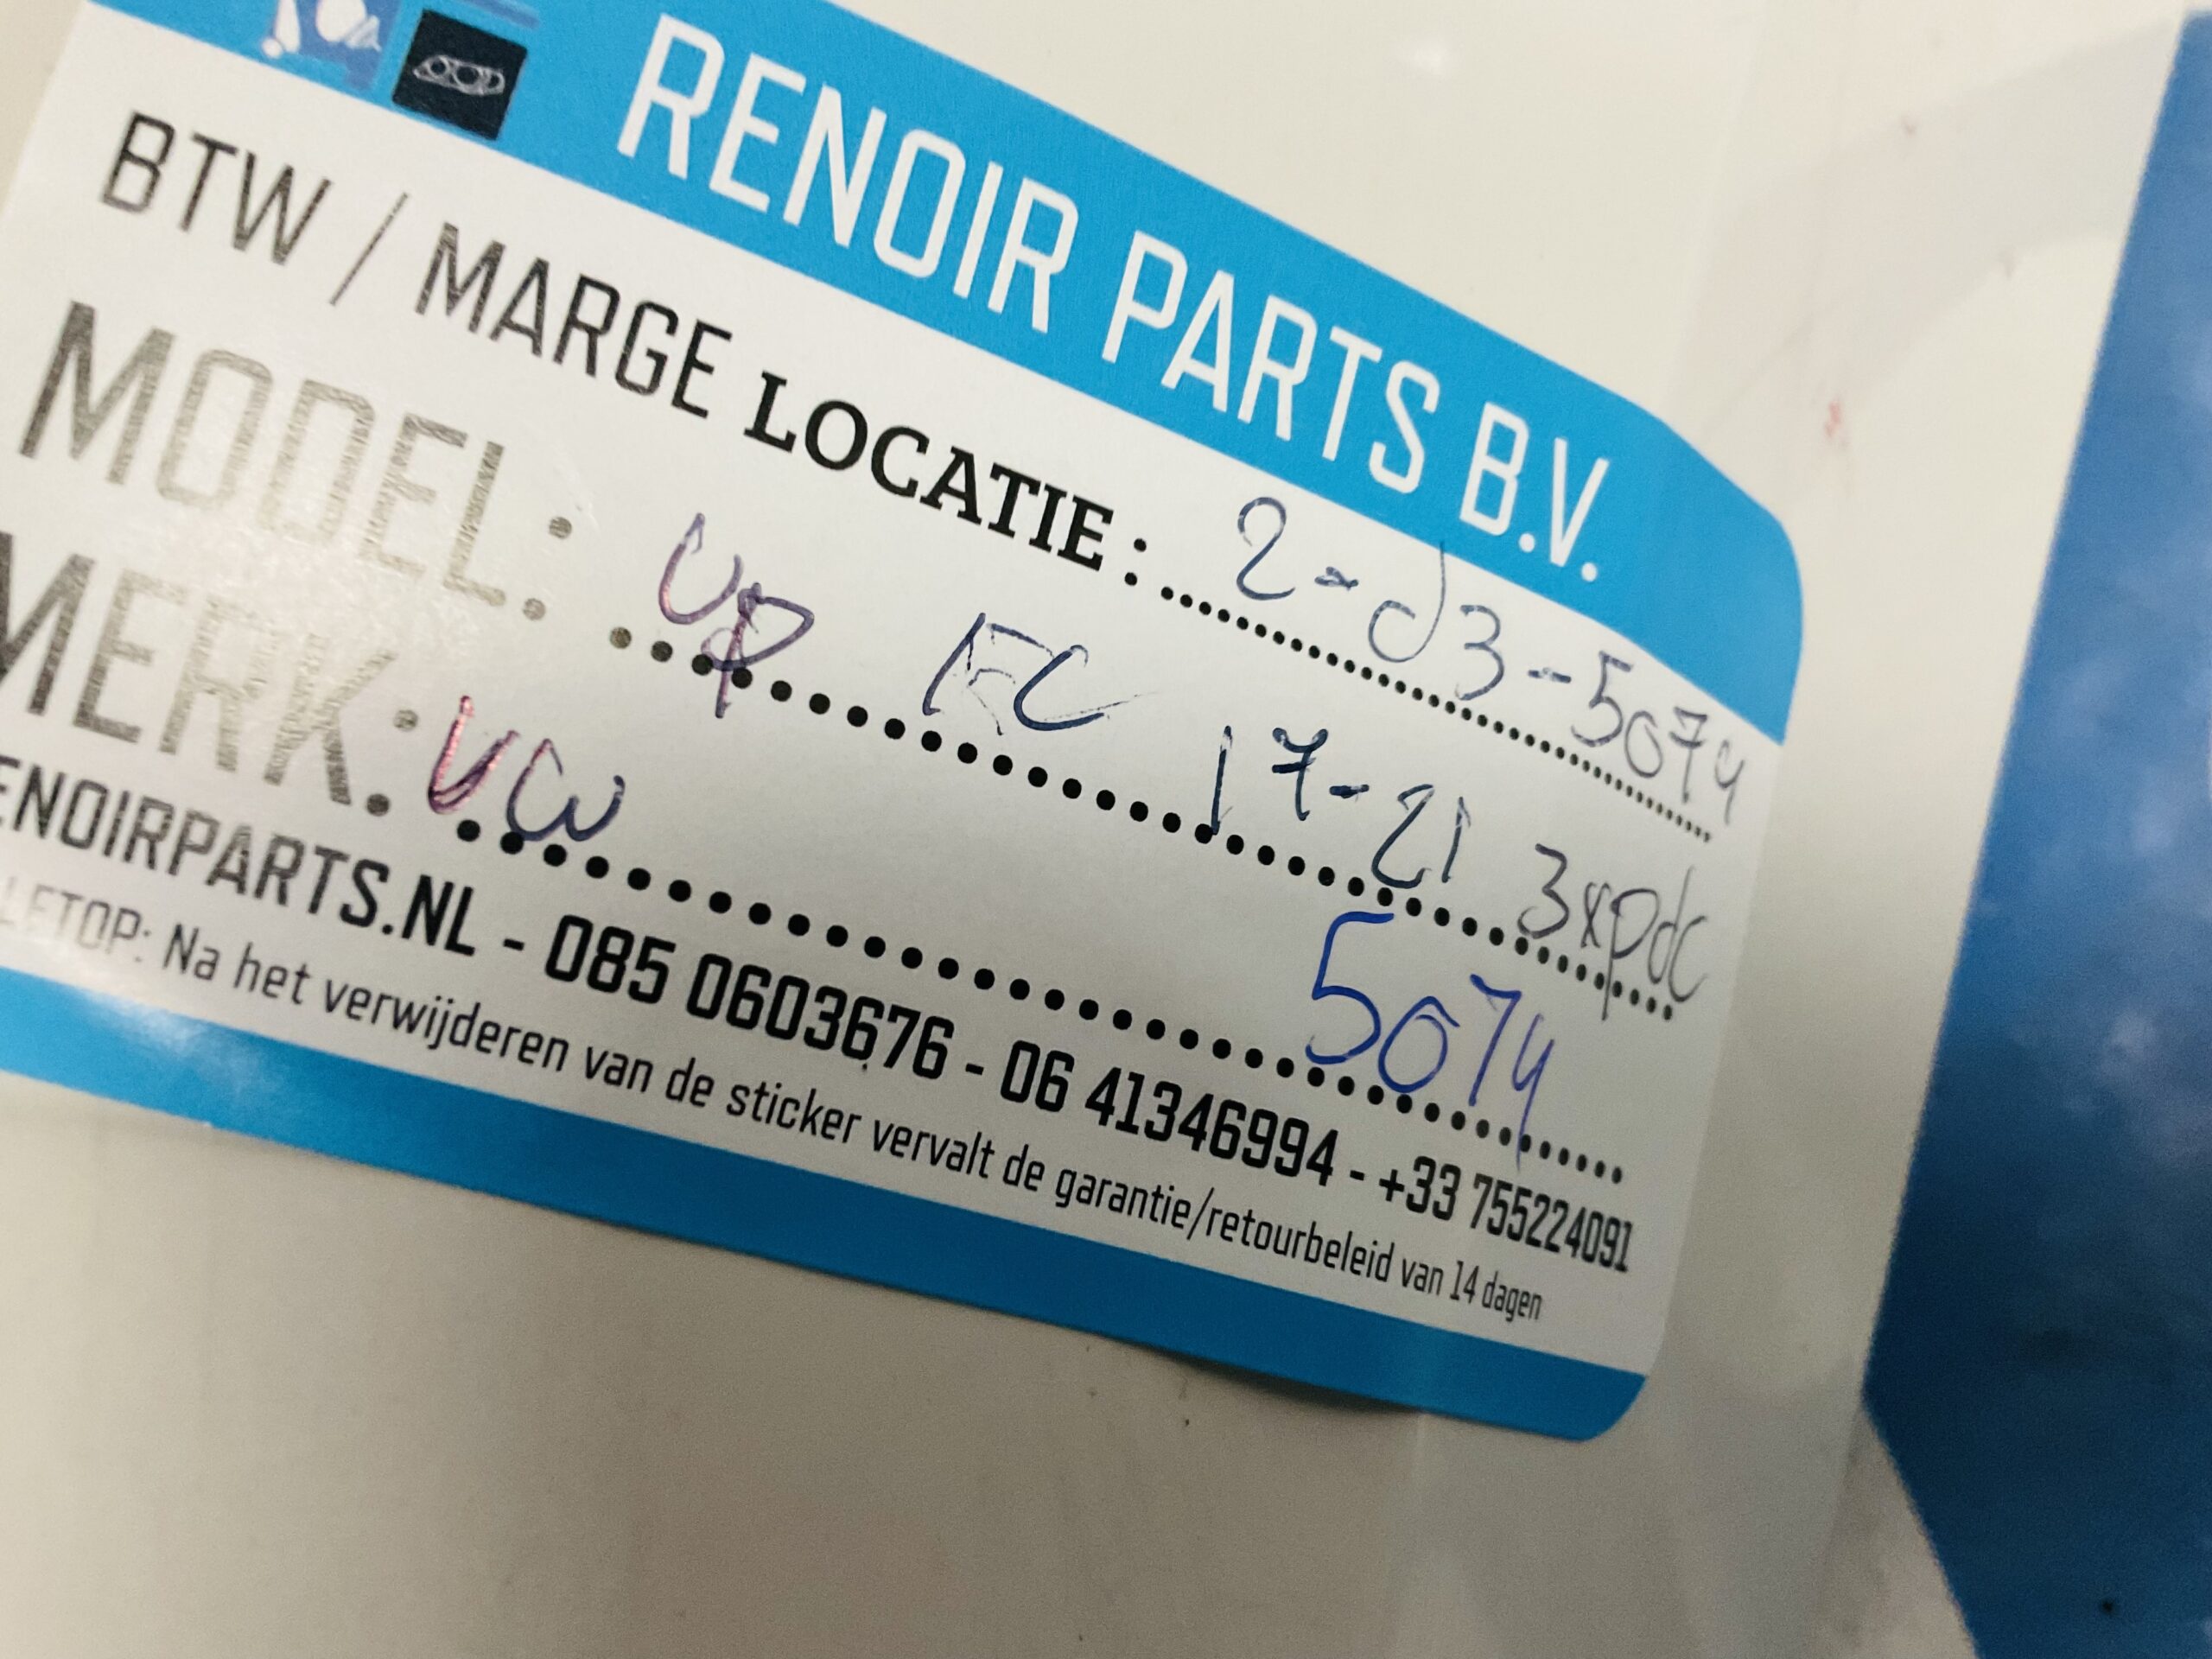 RENOIR PARTS B.V.
BTW / MARGE LOCATIE: 2-d3-5074
MODEL: UP FC 17-21 3xpdc
MERK: VW 5074
ENOIRPARTS.NL - 085 0603676 - 06 41346994 - +33 755224091
LETOP: Na het verwijderen van de sticker vervalt de garantie/retourbeleid van 14 dagen